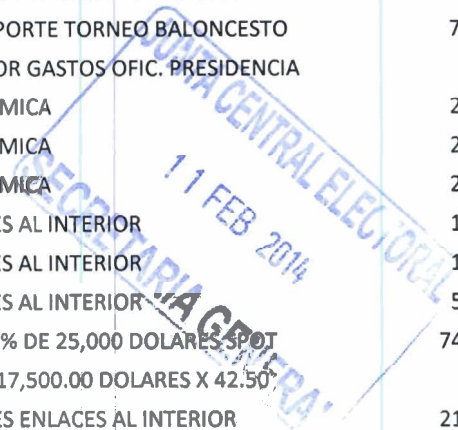 PORTE TORNEO BALONCESTO 7
OR GASTOS OFIC. PRESIDENCIA
MICA 2
MICA 2
MICA 2
ES AL INTERIOR 1
ES AL INTERIOR 1
ES AL INTERIOR 5
% DE 25,000 DOLARES SPOT 74
17,500.00 DOLARES X 42.50
ES ENLACES AL INTERIOR 21
JUNTA CENTRAL ELECTORAL
11 FEB 2014
SECRETARIA GENERAL